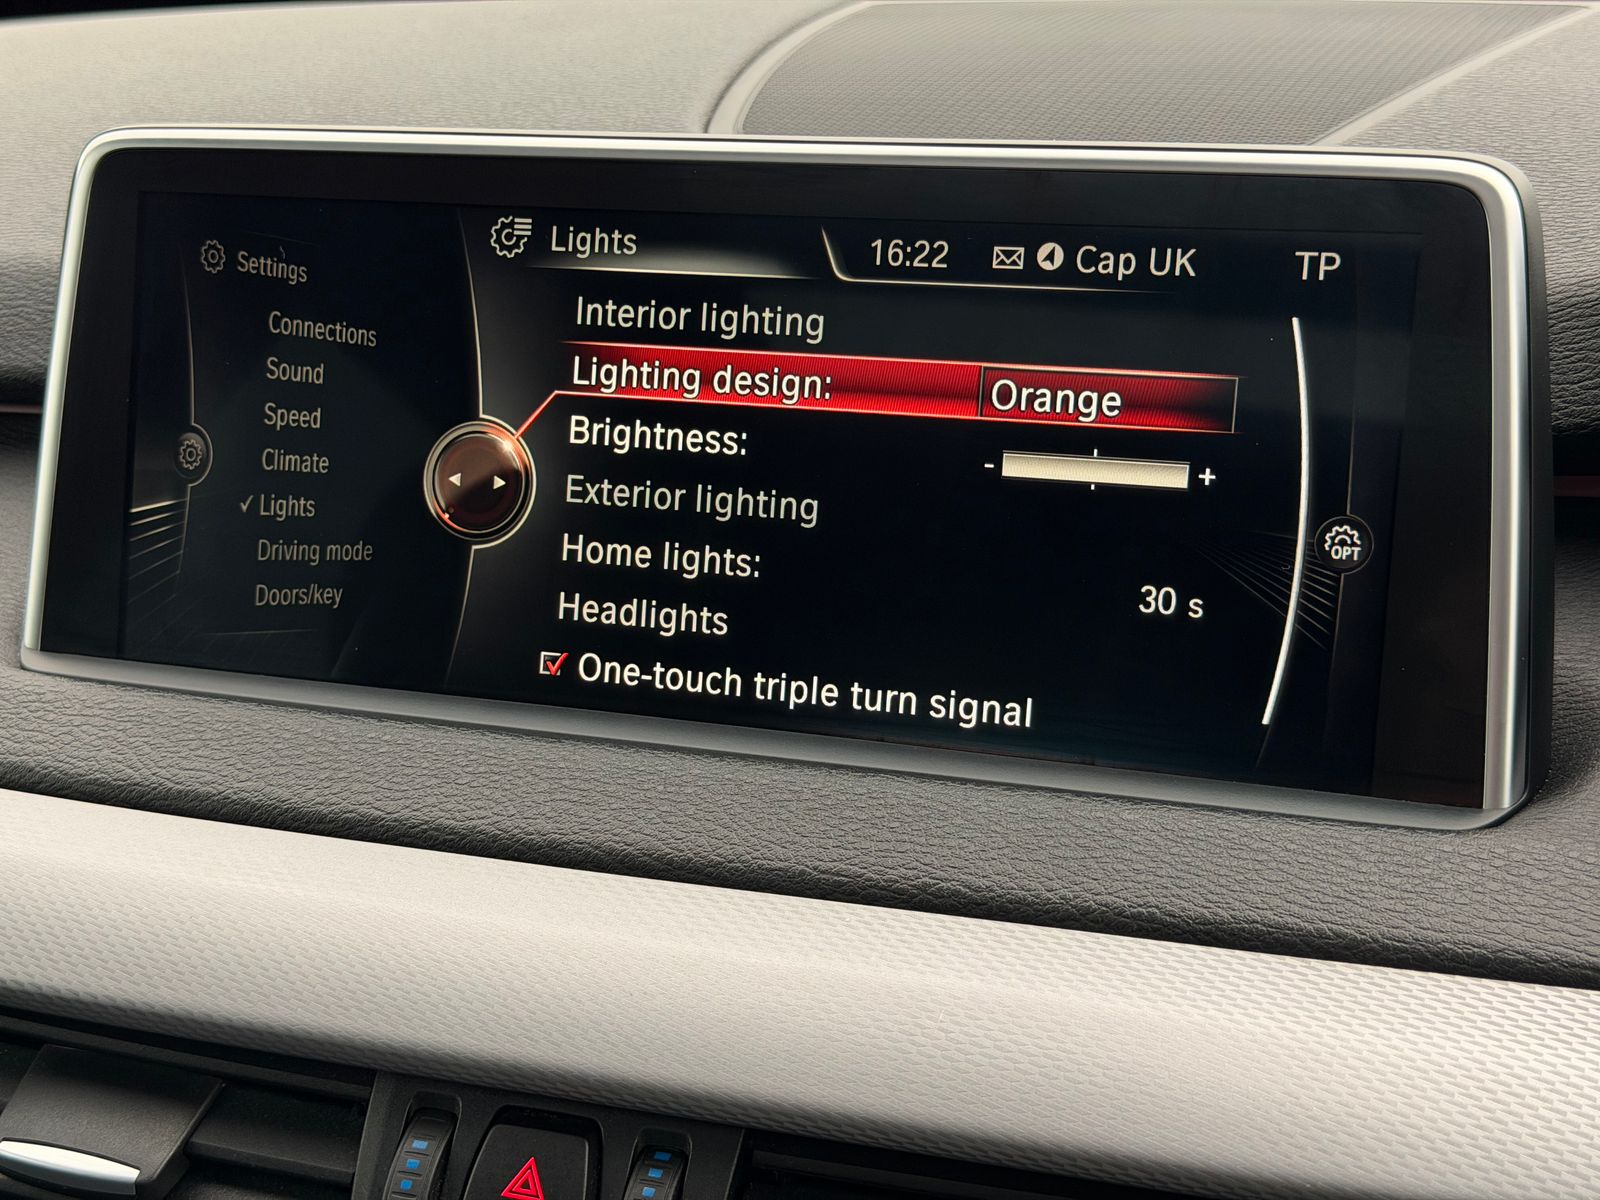 Settings
Connections
Sound
Speed
Climate
✓ Lights
Driving mode
Doors/key
Lights
16:22 Cap UK TP
Interior lighting
Lighting design: Orange
Brightness: - +
Exterior lighting
Home lights: 30 s
Headlights
One-touch triple turn signal
OPT